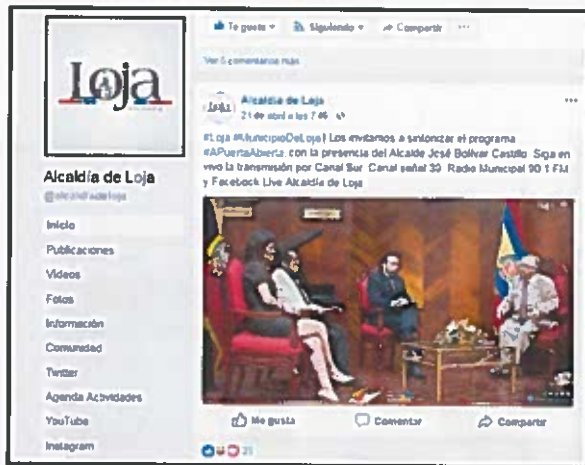 Loja
Alcaldía de Loja
@alcaldiadeloja
Inicio
Publicaciones
Videos
Fotos
Información
Comunidad
Twitter
Agenda Actividades
YouTube
Instagram
Te gusta
Siguiendo
Compartir
Ver 5 comentarios más
Alcaldía de Loja
21 de abril a las 7:46
#Loja #MunicipioDeLoja| Los invitamos a sintonizar el programa
#APuertaAbierta, con la presencia del Alcalde José Bolívar Castillo. Siga en
vivo la transmisión por Canal Sur. Canal señal 39. Radio Municipal 90.1 FM
y Facebook Live Alcaldía de Loja
Me gusta
Comentar
Compartir